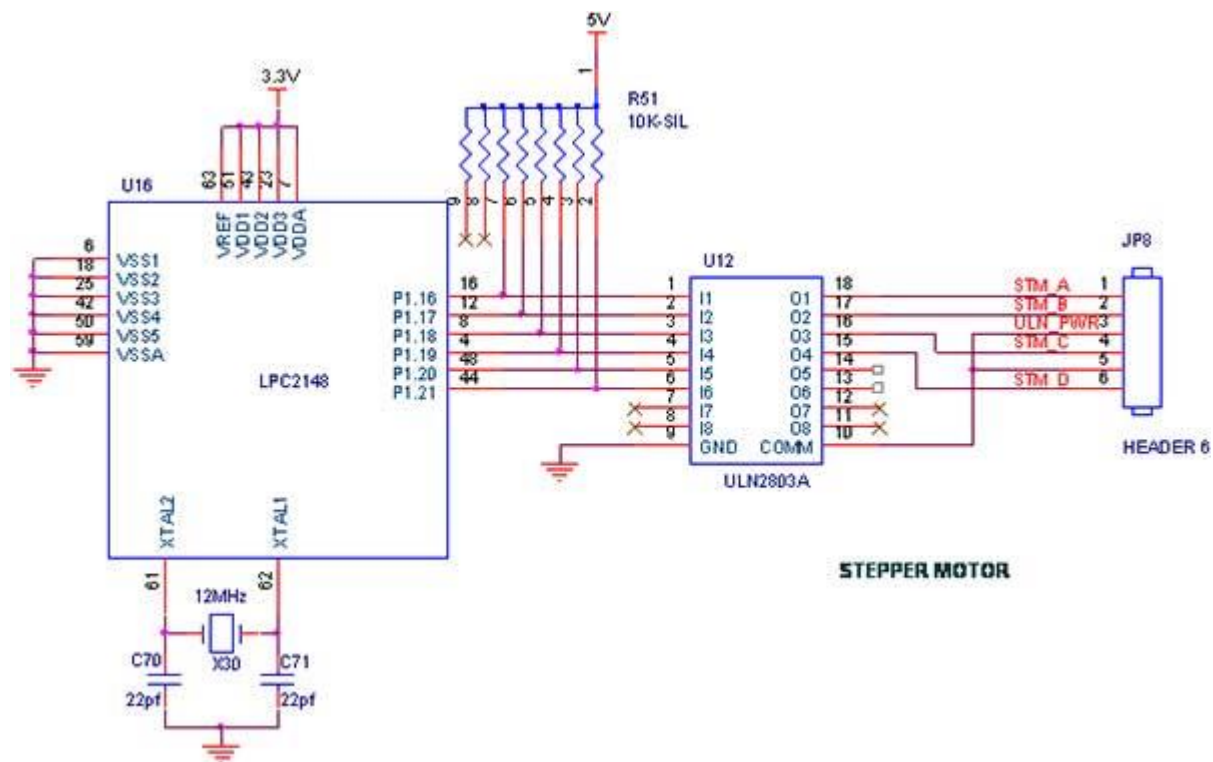 5V
1
3.3V
R51
10K-SIL
U16
63 51 43 23 7
9 8 7 6 5 4 3 2
VREF VDD1 VDD2 VDD3 VDDA
JP8
U12
6 VSS1
18 VSS2
25 VSS3
42 VSS4
50 VSS5
59 VSSA
P1.16 16
P1.17 12
P1.18 8
P1.19 4
P1.20 48
P1.21 44
LPC2148
1 I1 O1 18
2 I2 O2 17
3 I3 O3 16
4 I4 O4 15
5 I5 O5 14
6 I6 O6 13
7 I7 O7 12
8 I8 O8 11
9 GND COMM 10
ULN2803A
STM_A 1
STM_B 2
ULN_PWR 3
STM_C 4
5
STM_D 6
HEADER 6
XTAL2 XTAL1
61 62
STEPPER MOTOR
12MHz
C70 X30 C71
22pf 22pf